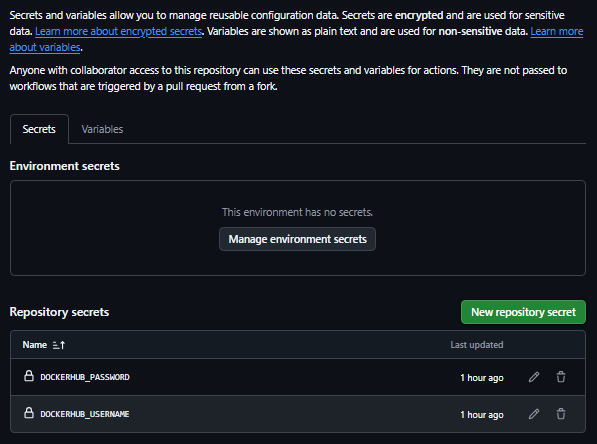 Secrets and variables allow you to manage reusable configuration data. Secrets are encrypted and are used for sensitive
data. Learn more about encrypted secrets. Variables are shown as plain text and are used for non-sensitive data. Learn more
about variables.
Anyone with collaborator access to this repository can use these secrets and variables for actions. They are not passed to
workflows that are triggered by a pull request from a fork.
Secrets Variables
Environment secrets
This environment has no secrets.
Manage environment secrets
Repository secrets New repository secret
Name Last updated
DOCKERHUB_PASSWORD 1 hour ago
DOCKERHUB_USERNAME 1 hour ago